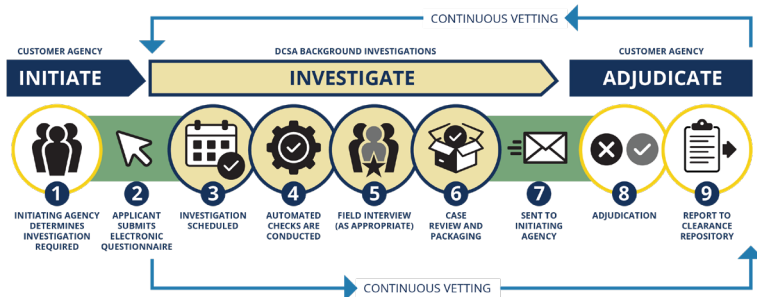 CONTINUOUS VETTING
CUSTOMER AGENCY
DCSA BACKGROUND INVESTIGATIONS
CUSTOMER AGENCY
INITIATE
INVESTIGATE
ADJUDICATE
1
INITIATING AGENCY
DETERMINES
INVESTIGATION
REQUIRED
2
APPLICANT
SUBMITS
ELECTRONIC
QUESTIONNAIRE
3
INVESTIGATION
SCHEDULED
4
AUTOMATED
CHECKS ARE
CONDUCTED
5
FIELD INTERVIEW
(AS APPROPRIATE)
6
CASE
REVIEW AND
PACKAGING
7
SENT TO
INITIATING
AGENCY
8
ADJUDICATION
9
REPORT TO
CLEARANCE
REPOSITORY
CONTINUOUS VETTING